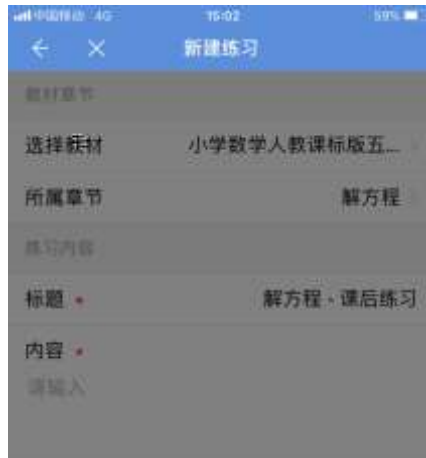 中国移动 4G 15:02 59%
新建练习
教材章节
选择教材 小学数学人教课标版五...
所属章节 解方程
练习内容
标题 * 解方程、课后练习
内容 *
请输入